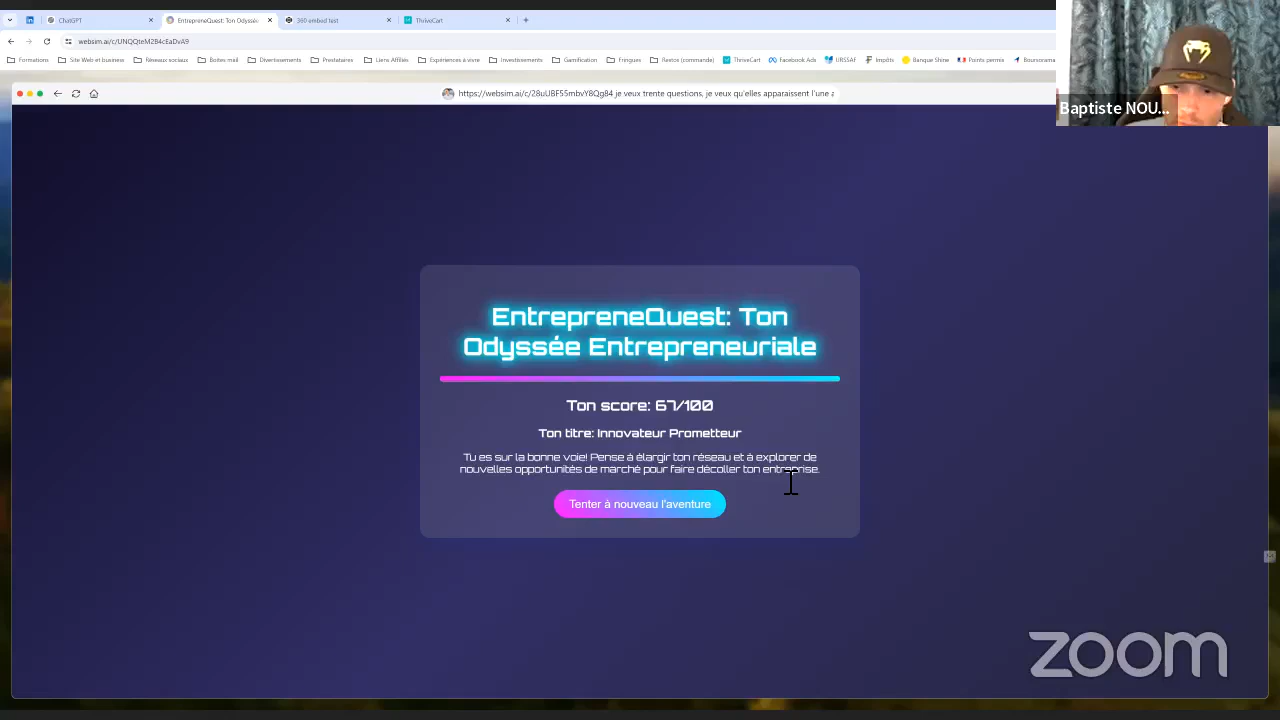 ChatGPT
EntrepreneQuest: Ton Odyssée
360 embed test
ThriveCart
websim.ai/c/UNQQteM2B4cEaDvA9
Formations
Site Web et business
Réseaux sociaux
Boites mail
Divertissements
Prestataires
Liens Affiliés
Expériences à vivre
Investissements
Gamification
Fringues
Restos (commande)
ThriveCart
Facebook Ads
URSSAF
Impôts
Banque Shine
Points permis
Boursorama
https://websim.ai/c/28uUBF55mbvY8Qg84 je veux trente questions, je veux qu'elles apparaissent l'une a
Baptiste NOU...
EntrepreneQuest: Ton
Odyssée Entrepreneuriale
Ton score: 67/100
Ton titre: Innovateur Prometteur
Tu es sur la bonne voie! Pense à élargir ton réseau et à explorer de
nouvelles opportunités de marché pour faire décoller ton entreprise.
Tenter à nouveau l'aventure
zoom